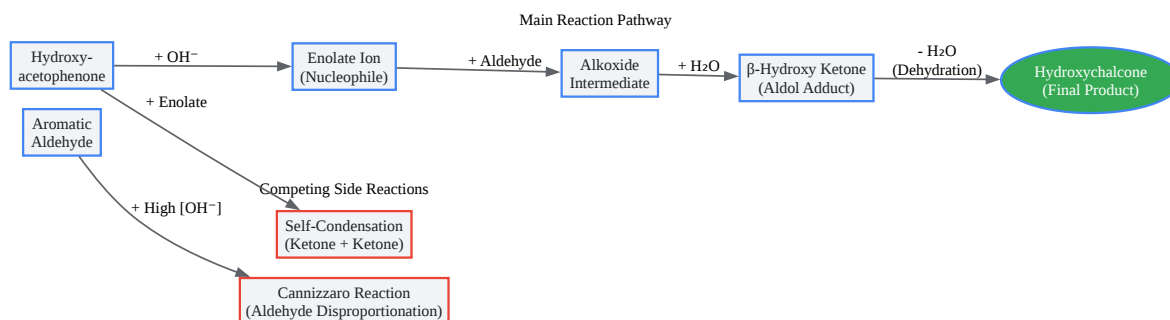 Main Reaction Pathway
Hydroxy-
acetophenone
+ OH⁻
Enolate Ion
(Nucleophile)
+ Aldehyde
Alkoxide
Intermediate
+ H₂O
β-Hydroxy Ketone
(Aldol Adduct)
- H₂O
(Dehydration)
Hydroxychalcone
(Final Product)
+ Enolate
Aromatic
Aldehyde
Competing Side Reactions
+ High [OH⁻]
Self-Condensation
(Ketone + Ketone)
Cannizzaro Reaction
(Aldehyde Disproportionation)